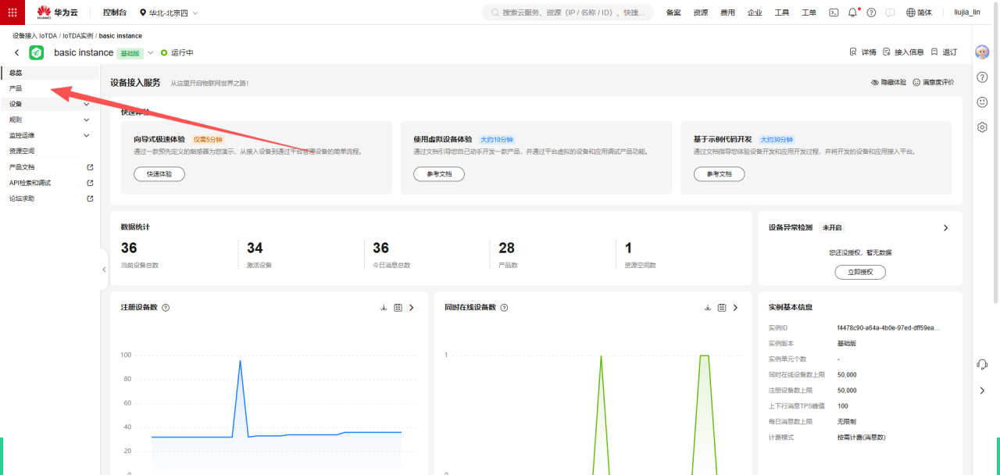 HUAWEI 华为云 控制台 华北-北京四 搜索云服务、资源（IP / 名称 / ID）、快捷... 备案 资源 费用 企业 工具 工单 简体 liujia_lin
设备接入 IoTDA / IoTDA实例 / basic instance
basic instance 基础版 运行中 详情 接入信息 退订
总览
产品
设备
规则
监控运维
资源空间
产品文档
API检索和调试
论坛求助
设备接入服务 从这里开启物联网世界之路！ 隐藏体验 满意度评价
快速体验
向导式极速体验 仅需5分钟
通过一款预先定义的烟感器为您演示，从接入设备到通过平台管理设备的简单流程。
快速体验
使用虚拟设备体验 大约10分钟
通过文档引导您自己动手开发一款产品，并通过平台虚拟的设备和应用调试产品功能。
参考文档
基于示例代码开发 大约30分钟
通过文档指导您体验设备开发和应用开发过程，并将开发的设备和应用接入平台。
参考文档
数据统计
36 34 36 28 1
当前设备总数 激活设备 今日消息总数 产品数 资源空间数
设备异常检测 未开启
您还没授权，暂无数据
立即授权
注册设备数
100
80
60
40
20
0
同时在线设备数
1
0
实例基本信息
实例ID f4478c90-a64a-4b0e-97ed-dff59ea...
实例版本 基础版
实例单元个数 -
同时在线设备数上限 50,000
注册设备数上限 50,000
上下行消息TPS峰值 100
每日消息数上限 无限制
计费模式 按需计费(消息数)